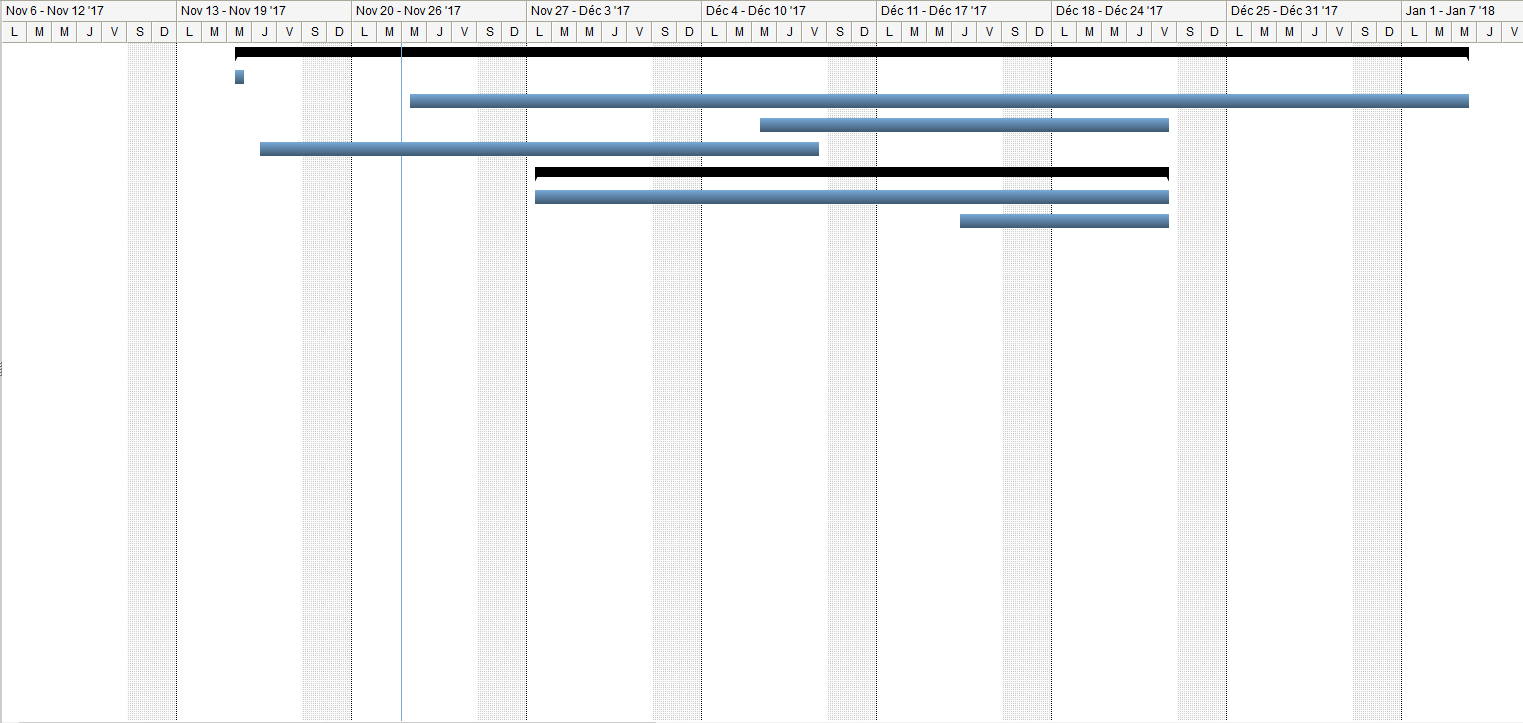 Nov 6 - Nov 12 '17 Nov 13 - Nov 19 '17 Nov 20 - Nov 26 '17 Nov 27 - Déc 3 '17 Déc 4 - Déc 10 '17 Déc 11 - Déc 17 '17 Déc 18 - Déc 24 '17 Déc 25 - Déc 31 '17 Jan 1 - Jan 7 '18
L M M J V S D L M M J V S D L M M J V S D L M M J V S D L M M J V S D L M M J V S D L M M J V S D L M M J V S D L M M J V